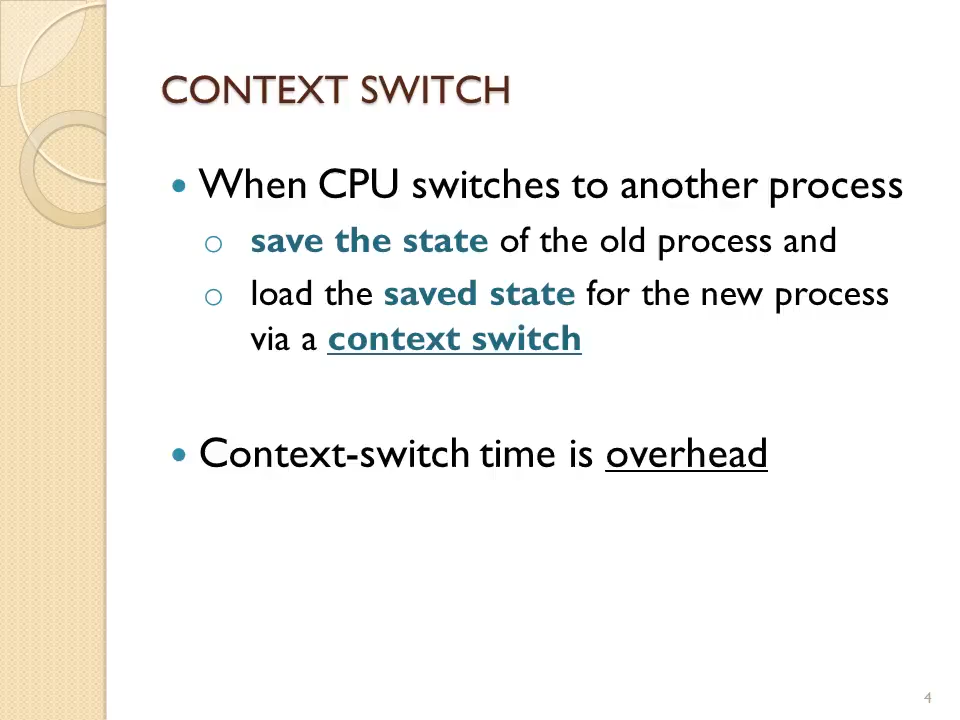 CONTEXT SWITCH
• When CPU switches to another process
o save the state of the old process and
o load the saved state for the new process
via a context switch
• Context-switch time is overhead
4